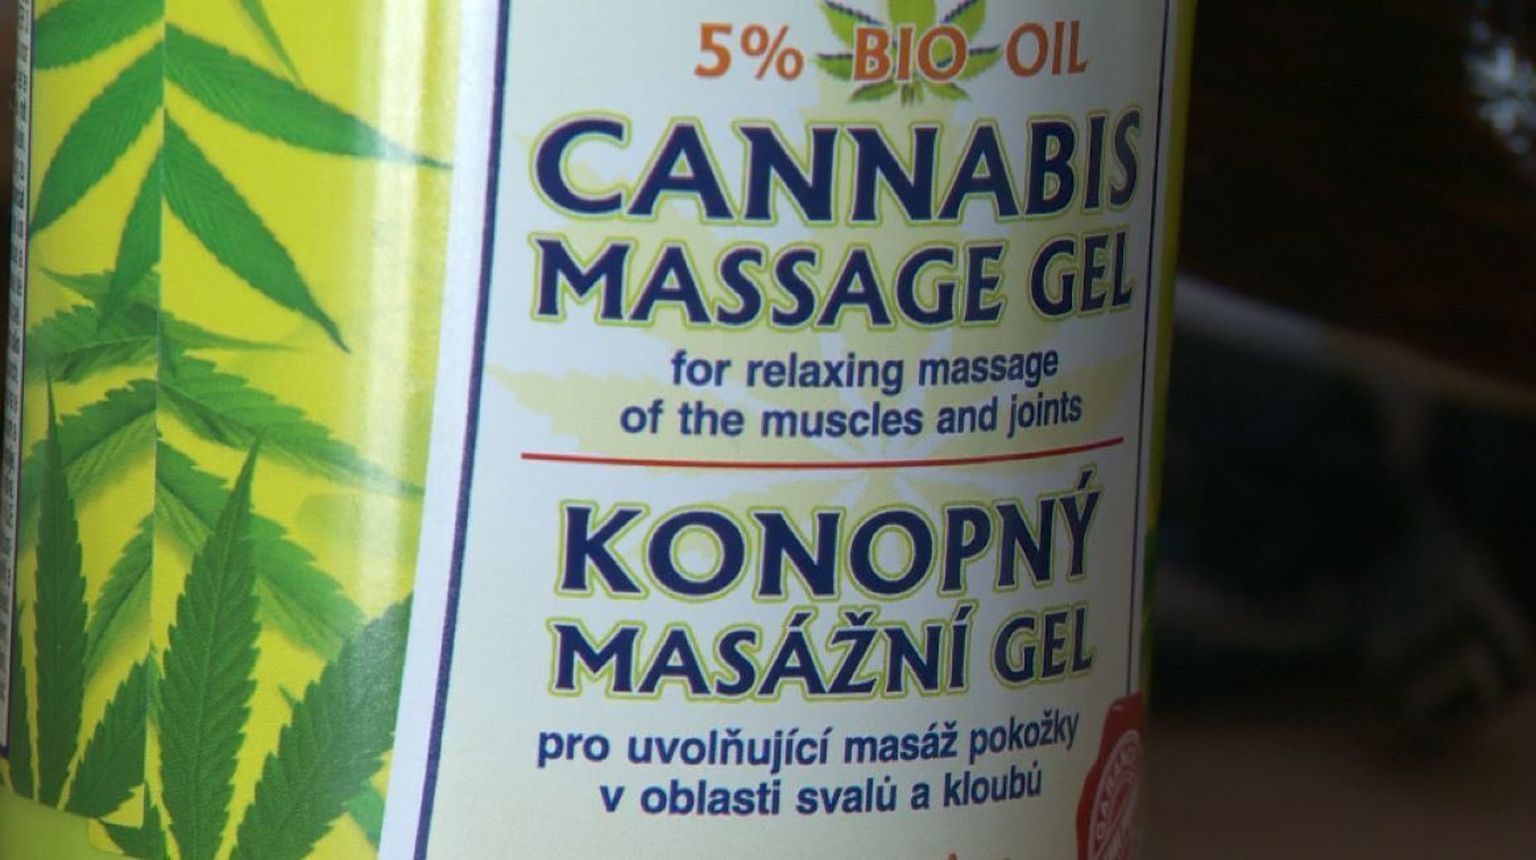 5% BIO OIL
CANNABIS
MASSAGE GEL
for relaxing massage
of the muscles and joints
KONOPNÝ
MASÁŽNÍ GEL
pro uvolňující masáž pokožky
v oblasti svalů a kloubů